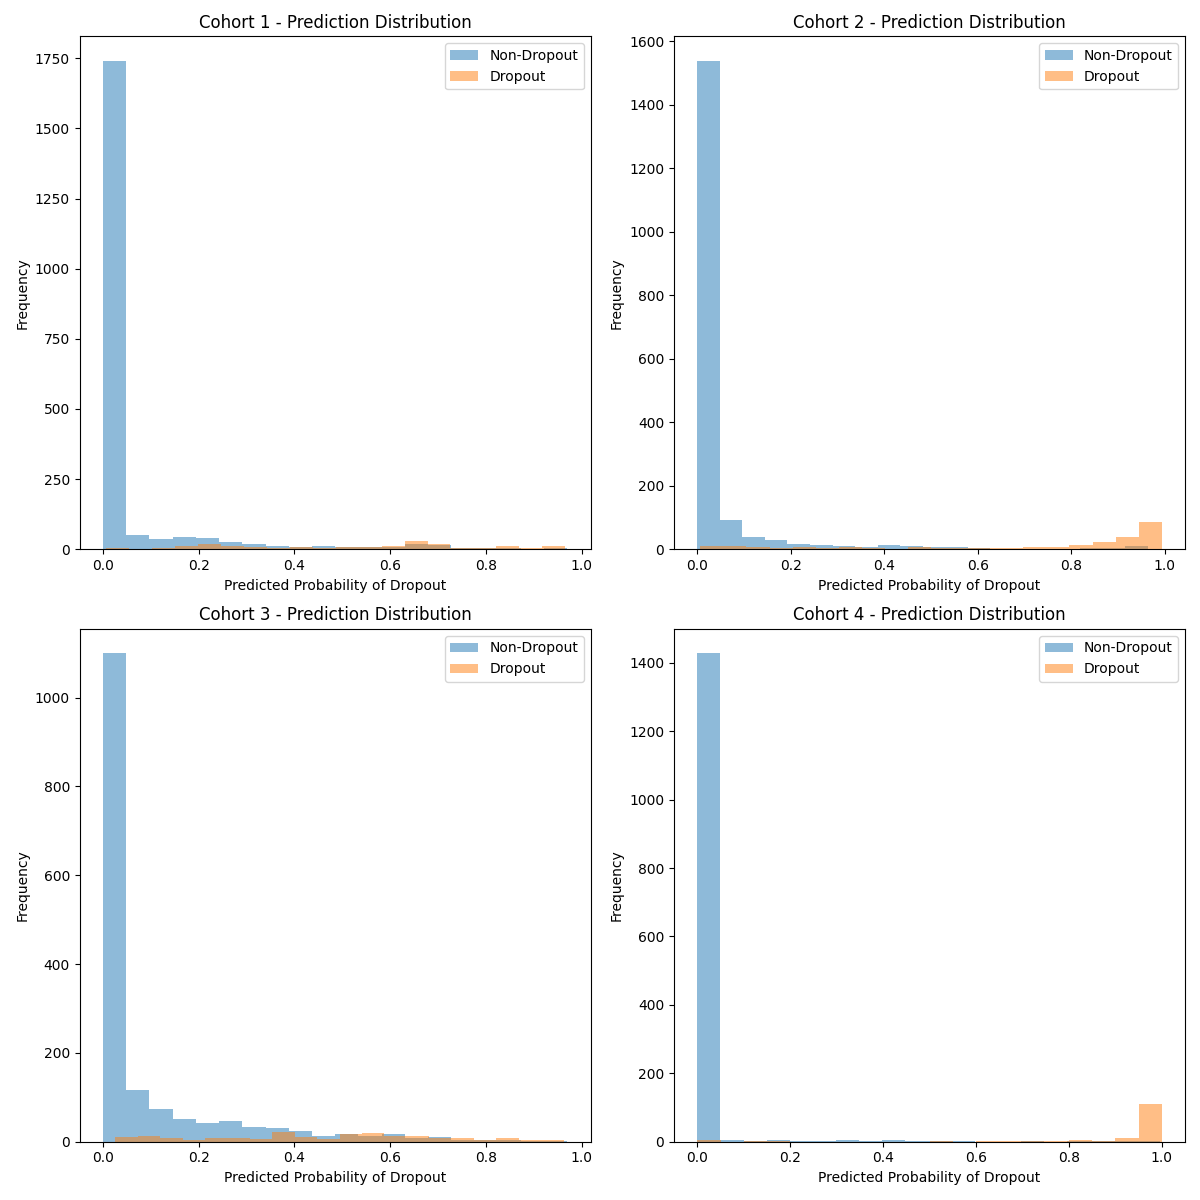 Cohort 1 - Prediction Distribution
Non-Dropout
Dropout
1750
1500
1250
1000
750
500
250
0
Frequency
0.0 0.2 0.4 0.6 0.8 1.0
Predicted Probability of Dropout
Cohort 2 - Prediction Distribution
Non-Dropout
Dropout
1600
1400
1200
1000
800
600
400
200
0
Frequency
0.0 0.2 0.4 0.6 0.8 1.0
Predicted Probability of Dropout
Cohort 3 - Prediction Distribution
Non-Dropout
Dropout
1000
800
600
400
200
0
Frequency
0.0 0.2 0.4 0.6 0.8 1.0
Predicted Probability of Dropout
Cohort 4 - Prediction Distribution
Non-Dropout
Dropout
1400
1200
1000
800
600
400
200
0
Frequency
0.0 0.2 0.4 0.6 0.8 1.0
Predicted Probability of Dropout